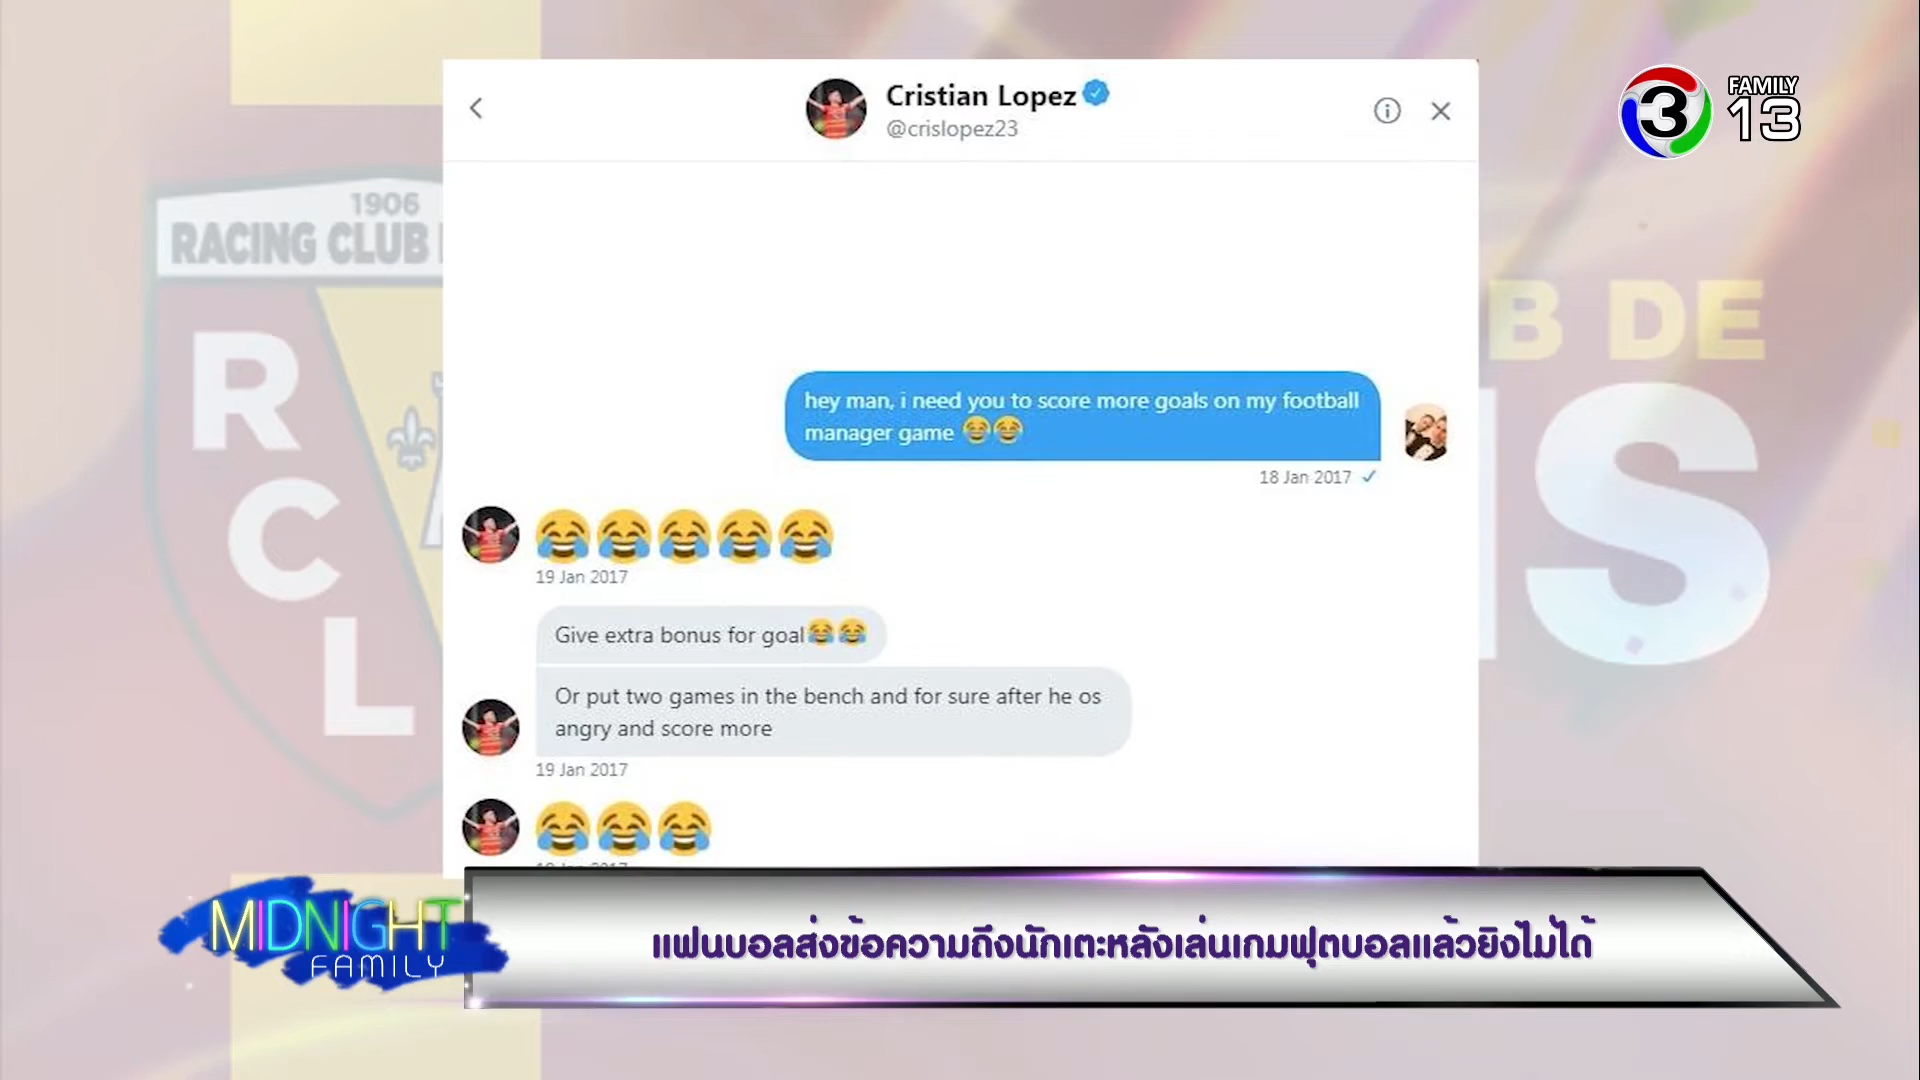 Cristian Lopez
@crislopez23
3
FAMILY
13
1906
RACING CLUB
R
C
L
B DE
hey man, i need you to score more goals on my football
manager game 😂😂
18 Jan 2017
😂😂😂😂😂
19 Jan 2017
Give extra bonus for goal😂😂
Or put two games in the bench and for sure after he os
angry and score more
19 Jan 2017
😂😂😂
MIDNIGHT
FAMILY
แฟนบอลส่งข้อความถึงนักเตะหลังเล่นเกมฟุตบอลแล้วยิงไม่ได้